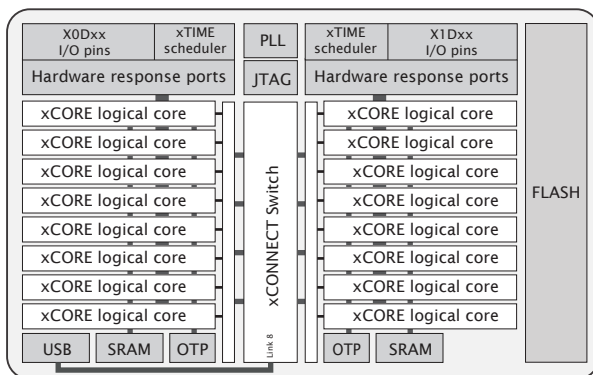 X0Dxx
I/O pins
xTIME
scheduler
PLL
xTIME
scheduler
X1Dxx
I/O pins
Hardware response ports
JTAG
Hardware response ports
FLASH
xCORE logical core
xCORE logical core
xCORE logical core
xCORE logical core
xCORE logical core
xCORE logical core
xCORE logical core
xCORE logical core
xCONNECT Switch
Link 8
xCORE logical core
xCORE logical core
xCORE logical core
xCORE logical core
xCORE logical core
xCORE logical core
xCORE logical core
xCORE logical core
USB
SRAM
OTP
OTP
SRAM